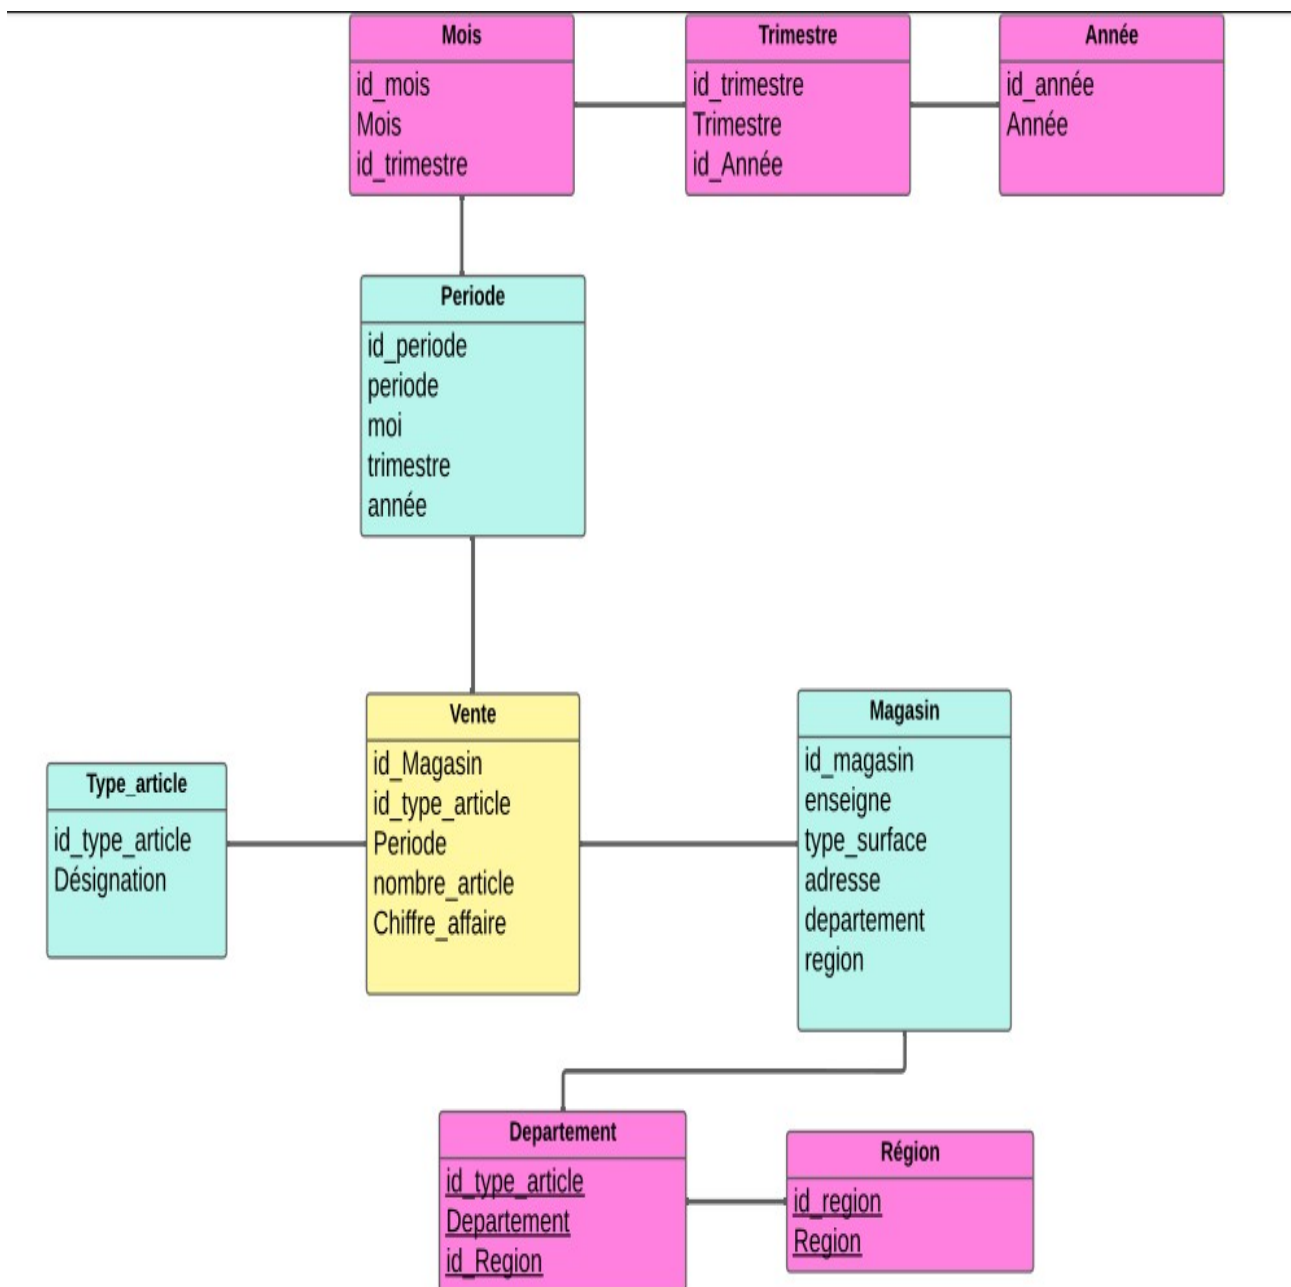 Mois
id_mois
Mois
id_trimestre
Trimestre
id_trimestre
Trimestre
id_Année
Année
id_année
Année
Periode
id_periode
periode
moi
trimestre
année
Type_article
id_type_article
Désignation
Vente
id_Magasin
id_type_article
Periode
nombre_article
Chiffre_affaire
Magasin
id_magasin
enseigne
type_surface
adresse
departement
region
Departement
id_type_article
Departement
id_Region
Région
id_region
Region